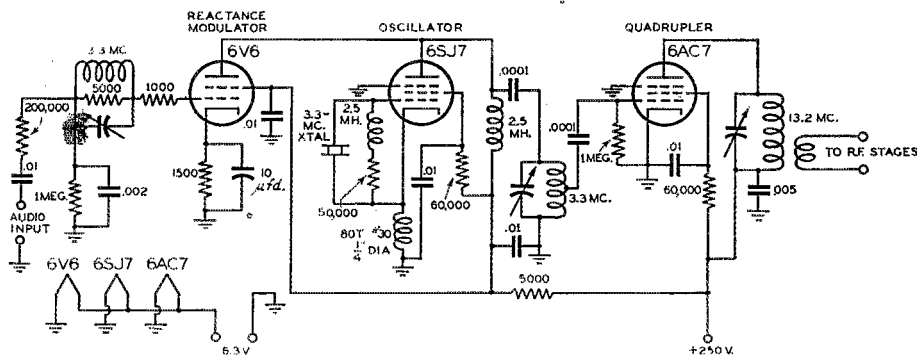 REACTANCE
MODULATOR
6V6
OSCILLATOR
6SJ7
QUADRUPLER
6AC7
3.3 MC.
5000
1000
200,000
.01
1MEG.
.002
AUDIO
INPUT
1500
10
µfd.
.01
3.3-
MC.
XTAL
2.5
MH.
50,000
.01
60,000
80T #30
1/4" DIA
.0001
2.5
MH.
.01
3.3 MC.
.0001
1MEG.
.01
60,000
13.2 MC.
.005
TO R.F. STAGES
5000
+250 V.
6V6 6SJ7 6AC7
6.3 V